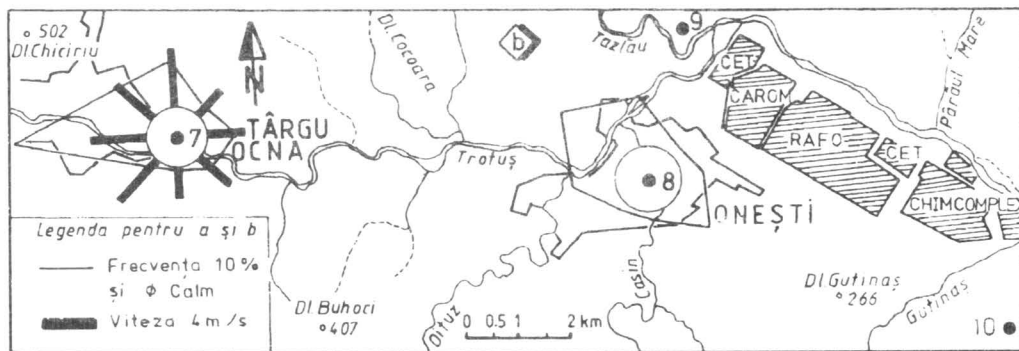 502
Dl.Chiciriu
N
Dl.Cocoara
b
Tazlău
9
CET
CAROM
RAFO
CET
CHIMCOMPLEX
Pârâul Mare
7
TÂRGU
OCNA
Trotuș
8
ONEȘTI
Legenda pentru a și b
Frecvența 10%
și ϕ Calm
Viteza 4m/s
Dl.Buhoci
407
Oituz
Cașin
0 0.5 1 2 km
Dl.Gutinaș
266
Gutinaș
10